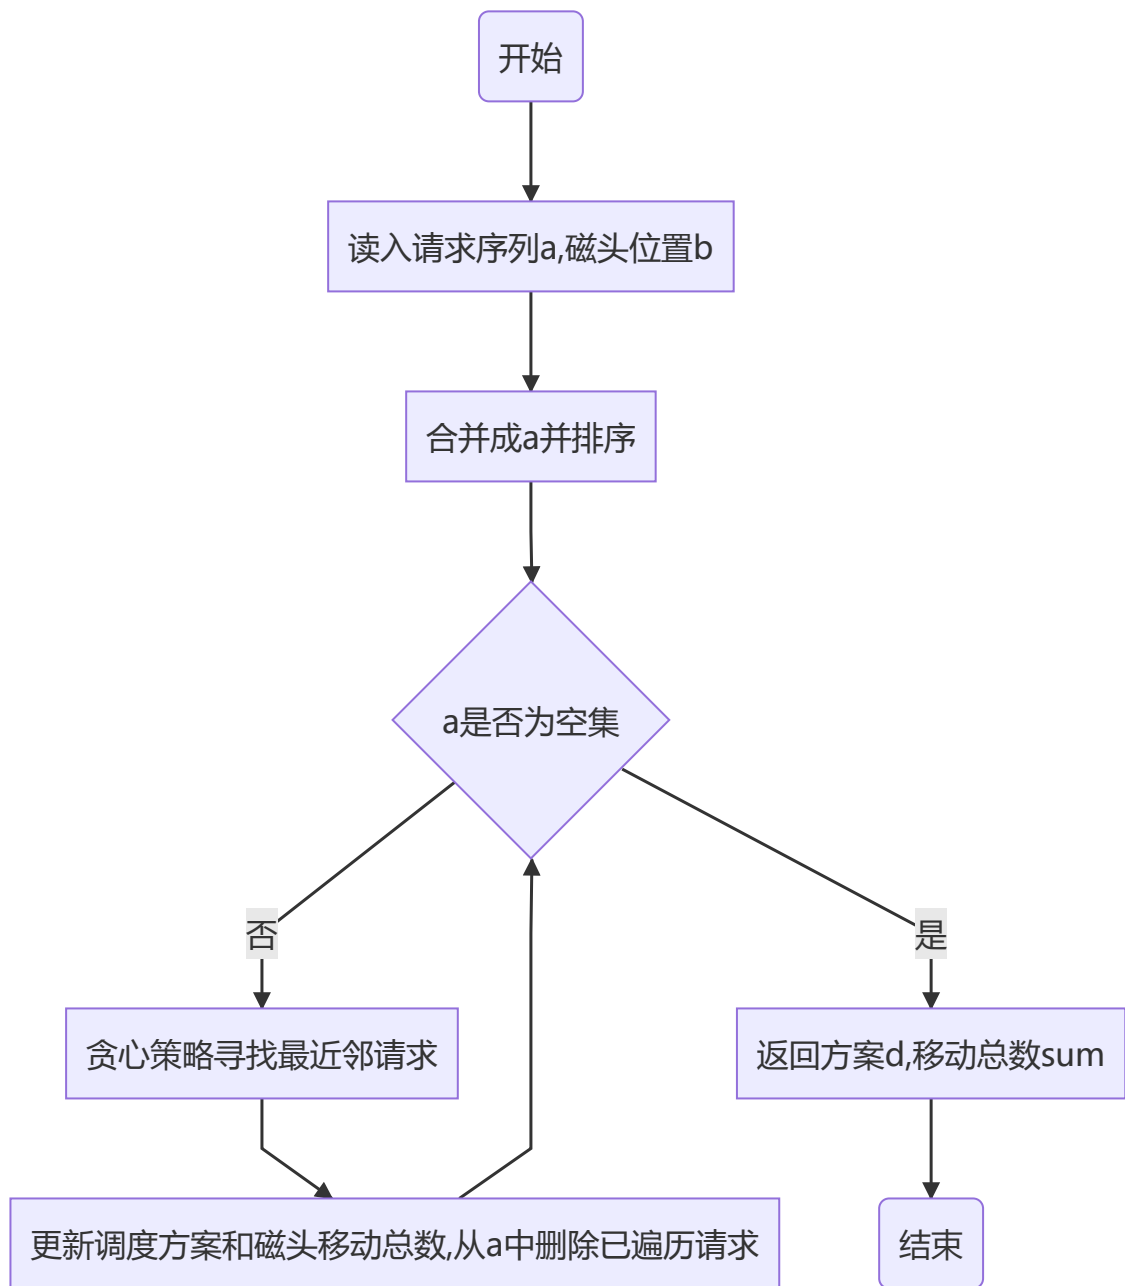 开始
读入请求序列a,磁头位置b
合并成a并排序
a是否为空集
否
是
贪心策略寻找最近邻请求
返回方案d,移动总数sum
更新调度方案和磁头移动总数,从a中删除已遍历请求
结束